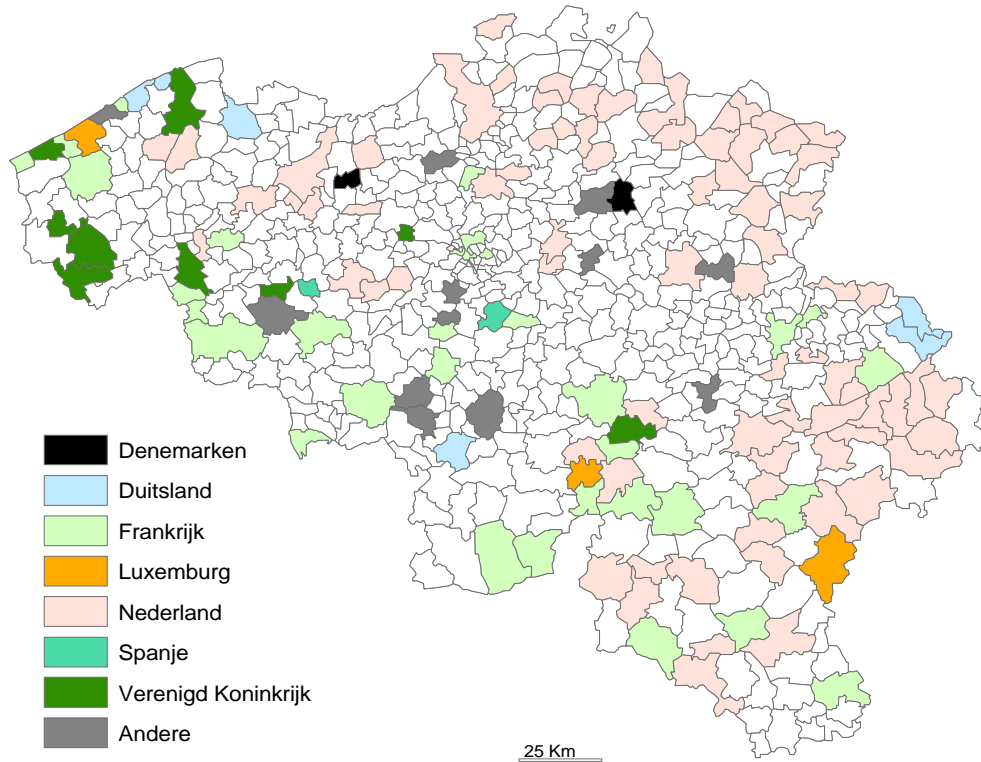 Denemarken
Duitsland
Frankrijk
Luxemburg
Nederland
Spanje
Verenigd Koninkrijk
Andere
25 Km